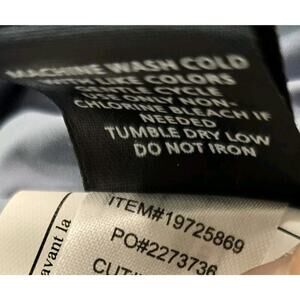 MACHINE WASH COLD
WITH LIKE COLORS
GENTLE CYCLE
USE ONLY NON-
CHLORINE BLEACH IF
NEEDED
TUMBLE DRY LOW
DO NOT IRON
ITEM#19725869
PO#2273736
CUT#
avant la